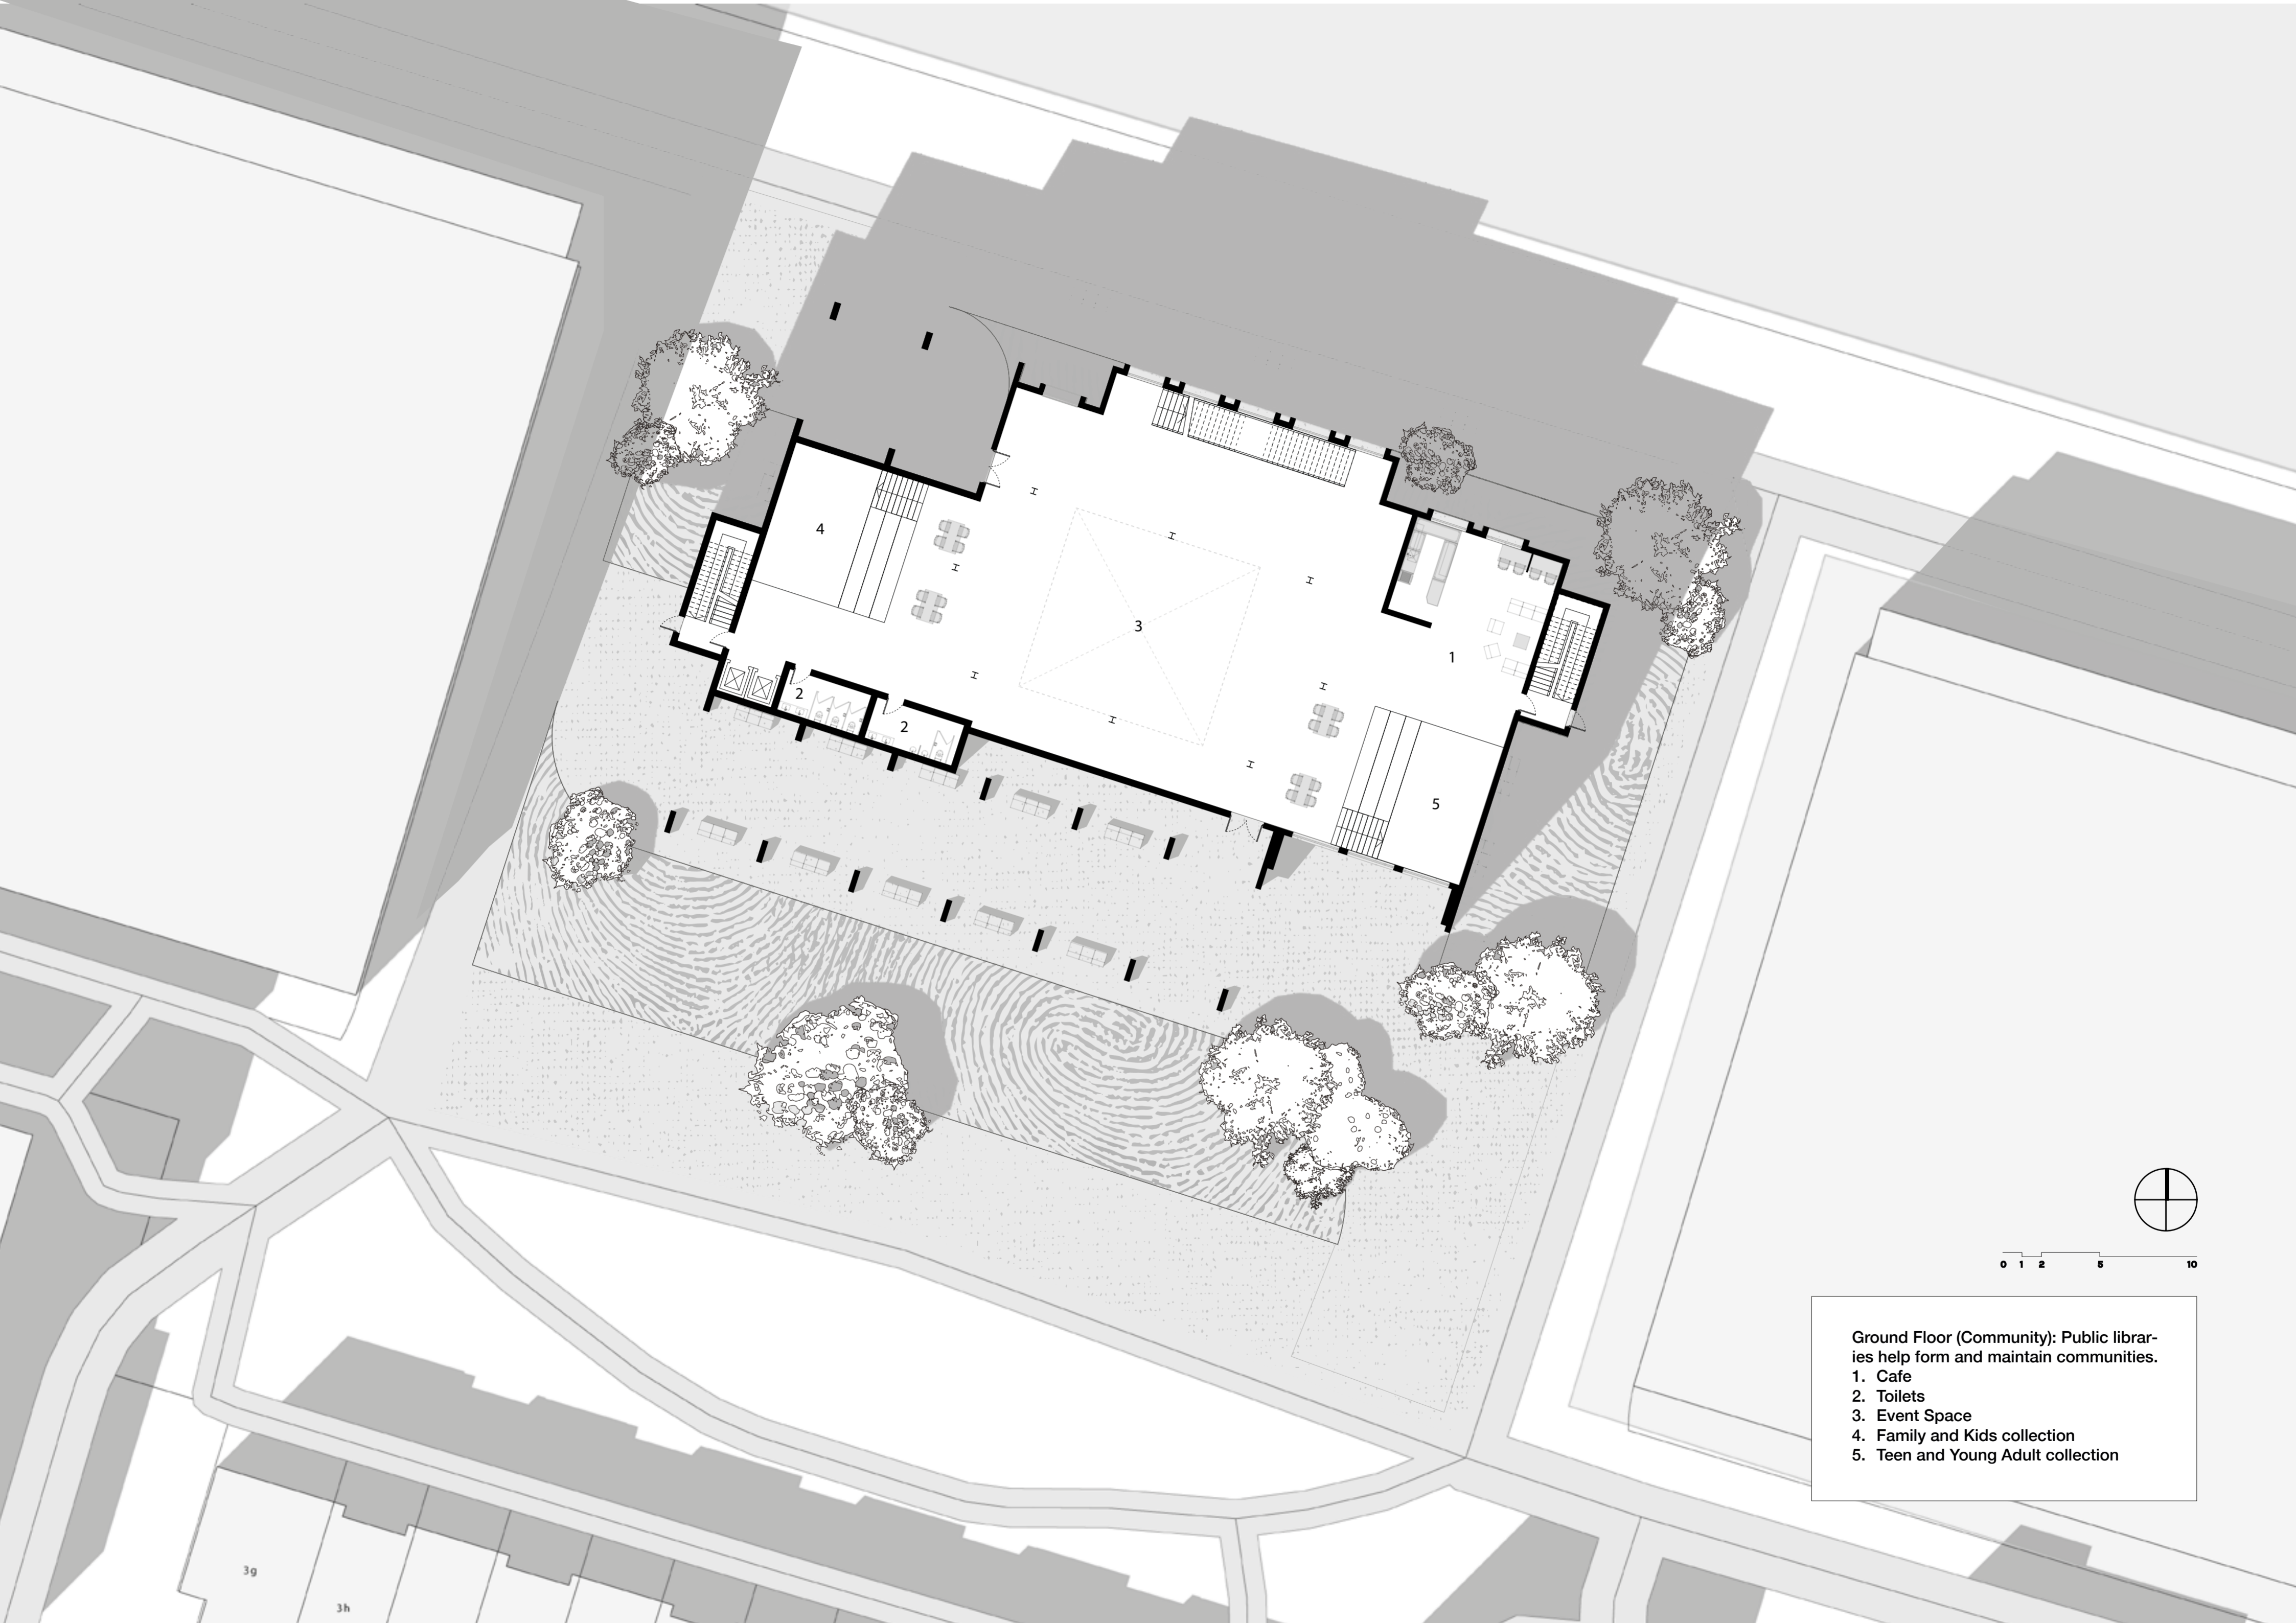 4
3
1
2
2
5
0 1 2 5 10
Ground Floor (Community): Public librar-
ies help form and maintain communities.
1. Cafe
2. Toilets
3. Event Space
4. Family and Kids collection
5. Teen and Young Adult collection
3g
3h